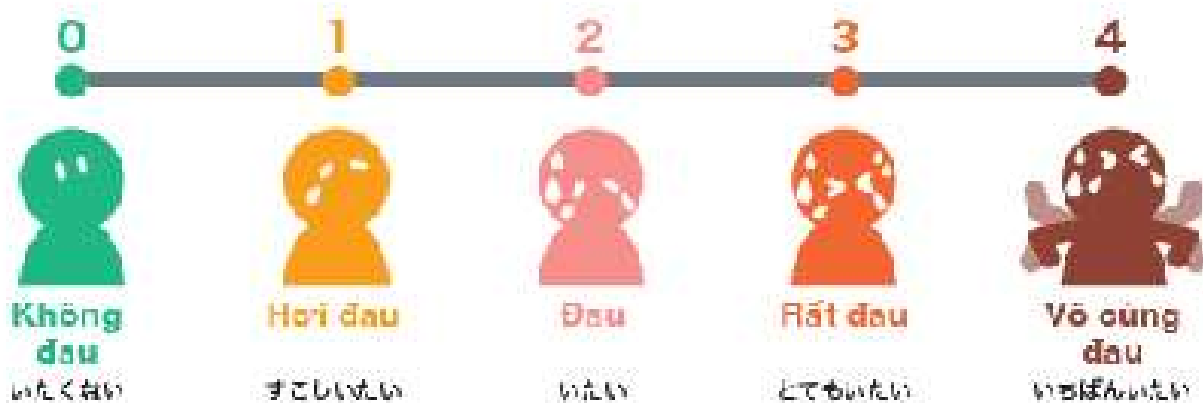 0 1 2 3 4
Không đau
Hơi đau
Đau
Rất đau
Vô cùng đau
いたくない
すこしいたい
いたい
とてもいたい
いちばんいたい